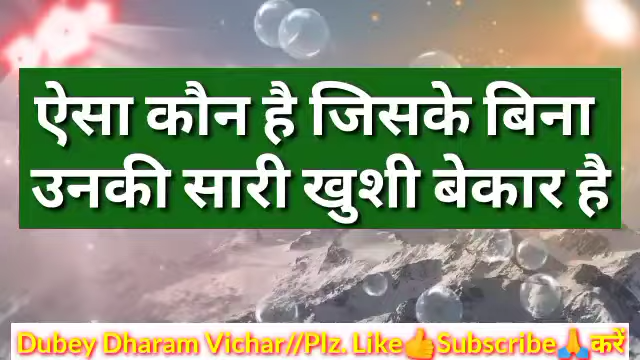 ऐसा कौन है जिसके बिना
उनकी सारी खुशी बेकार है
Dubey Dharam Vichar//Plz. Like👍Subscribe🙏करें